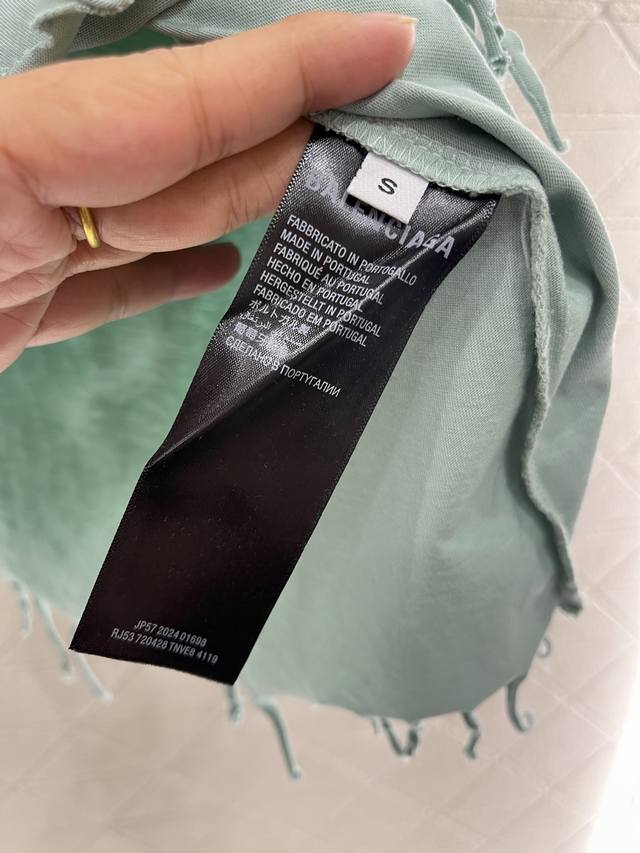 S
BALENCIAGA
FABBRICATO IN PORTOGALLO
MADE IN PORTUGAL
FABRIQUÉ AU PORTUGAL
HECHO EN PORTUGAL
HERGESTELLT IN PORTUGAL
FABRICADO EM PORTUGAL
ポルトガル製
СДЕЛАНО В ПОРТУГАЛИИ
JP57 2024 01698
RJ53 720428 TNVE8 4119